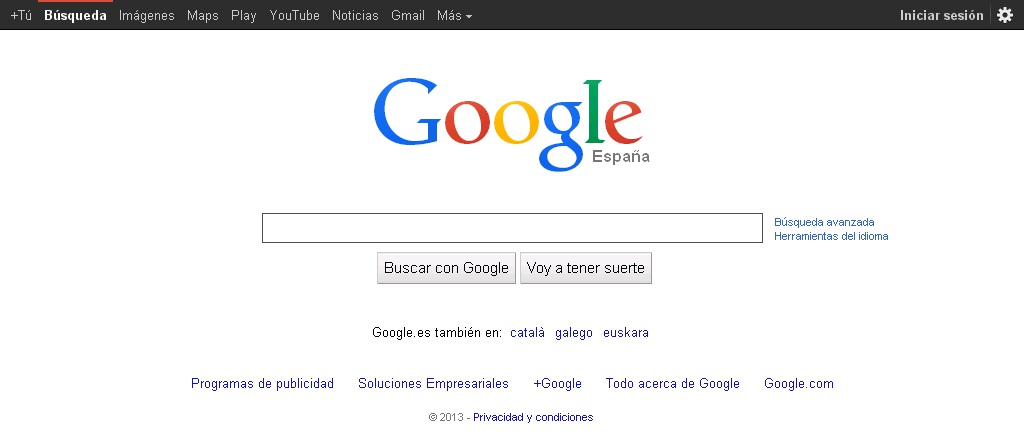 +Tú Búsqueda Imágenes Maps Play YouTube Noticias Gmail Más Iniciar sesión
Google
España
Búsqueda avanzada
Herramientas del idioma
Buscar con Google Voy a tener suerte
Google.es también en: català galego euskara
Programas de publicidad Soluciones Empresariales +Google Todo acerca de Google Google.com
© 2013 - Privacidad y condiciones